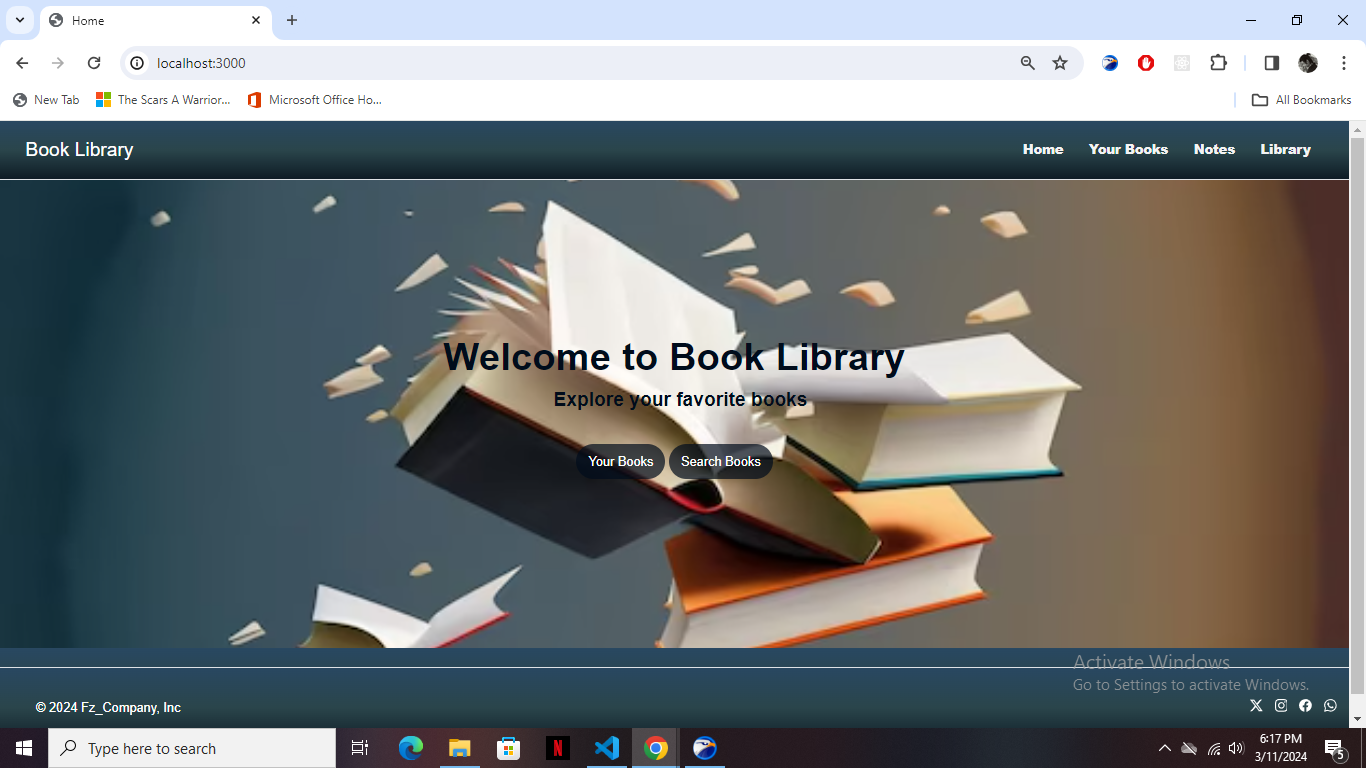 Home
localhost:3000
New Tab
The Scars A Warrior...
Microsoft Office Ho...
All Bookmarks
Book Library
Home
Your Books
Notes
Library
Welcome to Book Library
Explore your favorite books
Your Books
Search Books
Activate Windows
Go to Settings to activate Windows.
© 2024 Fz_Company, Inc
Type here to search
N
6:17 PM
3/11/2024
5